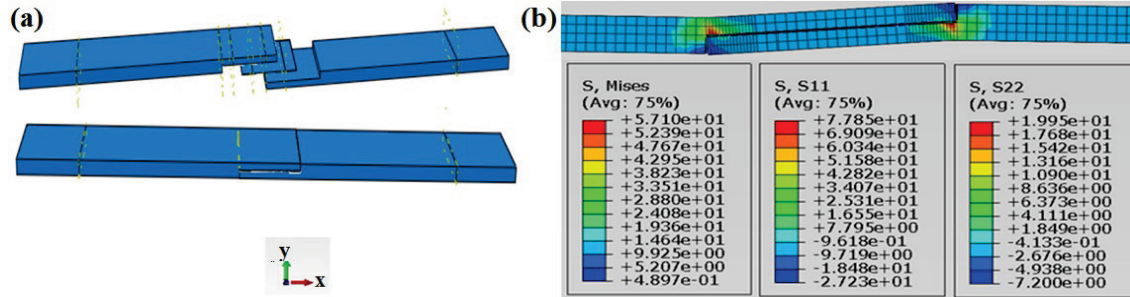 (a)
y
x
(b)
S, Mises
(Avg: 75%)
+5.710e+01
+5.239e+01
+4.767e+01
+4.295e+01
+3.823e+01
+3.351e+01
+2.880e+01
+2.408e+01
+1.936e+01
+1.464e+01
+9.925e+00
+5.207e+00
+4.897e-01
S, S11
(Avg: 75%)
+7.785e+01
+6.909e+01
+6.034e+01
+5.158e+01
+4.282e+01
+3.407e+01
+2.531e+01
+1.655e+01
+7.795e+00
-9.618e-01
-9.719e+00
-1.848e+01
-2.723e+01
S, S22
(Avg: 75%)
+1.995e+01
+1.768e+01
+1.542e+01
+1.316e+01
+1.090e+01
+8.636e+00
+6.373e+00
+4.111e+00
+1.849e+00
-4.133e-01
-2.676e+00
-4.938e+00
-7.200e+00